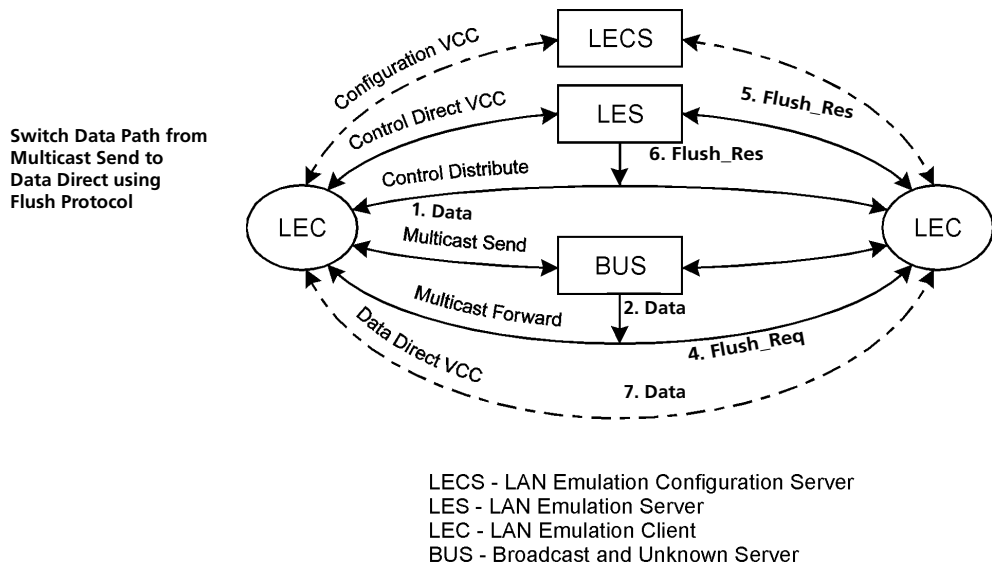 LECS
Configuration VCC
5. Flush_Res
Control Direct VCC
LES
Switch Data Path from
Multicast Send to
Data Direct using
Flush Protocol
6. Flush_Res
Control Distribute
1. Data
LEC
LEC
Multicast Send
BUS
Multicast Forward
2. Data
4. Flush_Req
Data Direct VCC
7. Data
LECS - LAN Emulation Configuration Server
LES - LAN Emulation Server
LEC - LAN Emulation Client
BUS - Broadcast and Unknown Server